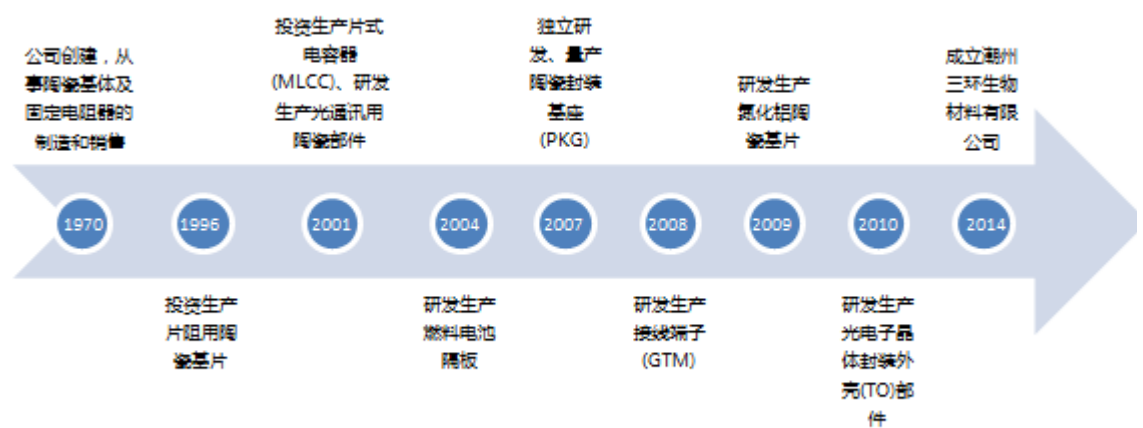 公司创建，从
事陶瓷基体及
固定电阻器的
制造和销售
投资生产片式
电容器
(MLCC)、研发
生产光通讯用
陶瓷部件
独立研
发、量产
陶瓷封装
基座
(PKG)
研发生产
氮化铝陶
瓷基片
成立潮州
三环生物
材料有限
公司
1970
1996
2001
2004
2007
2008
2009
2010
2014
投资生产
片阻用陶
瓷基片
研发生产
燃料电池
隔板
研发生产
接线端子
(GTM)
研发生产
光电子晶
体封装外
壳(TO)部
件